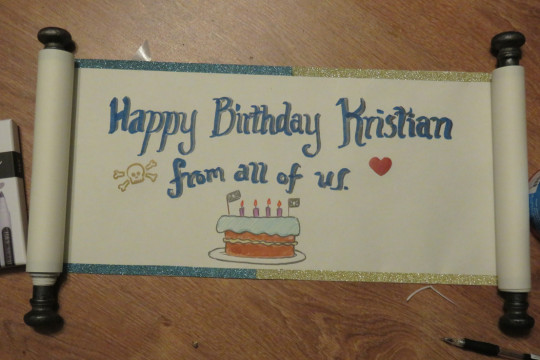 Happy Birthday Kristian
from all of us.